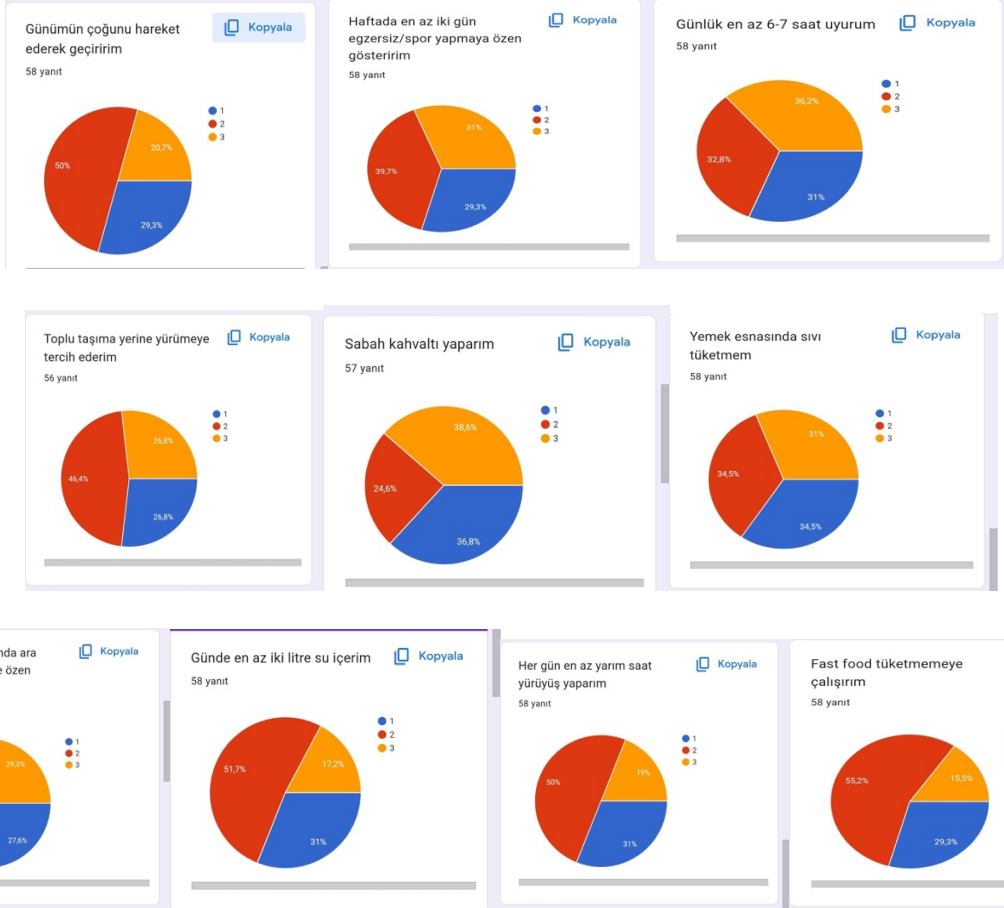 Günümün çoğunu hareket
ederek geçiririm
Kopyala
58 yanıt
1
2
3
50%
20,7%
29,3%
Haftada en az iki gün
egzersiz/spor yapmaya özen
gösteririm
Kopyala
58 yanıt
1
2
3
31%
39,7%
29,3%
Günlük en az 6-7 saat uyurum
Kopyala
58 yanıt
1
2
3
36,2%
32,8%
31%
Toplu taşıma yerine yürümeye
tercih ederim
Kopyala
56 yanıt
1
2
3
26,8%
46,4%
26,8%
Sabah kahvaltı yaparım
Kopyala
57 yanıt
1
2
3
38,6%
24,6%
36,8%
Yemek esnasında sıvı
tüketmem
Kopyala
58 yanıt
1
2
3
31%
34,5%
34,5%
nda ara
e özen
Kopyala
1
2
3
29,3%
27,6%
Günde en az iki litre su içerim
Kopyala
58 yanıt
1
2
3
51,7%
17,2%
31%
Her gün en az yarım saat
yürüyüş yaparım
Kopyala
58 yanıt
1
2
3
50%
19%
31%
Fast food tüketmemeye
çalışırım
58 yanıt
55,2%
15,5%
29,3%